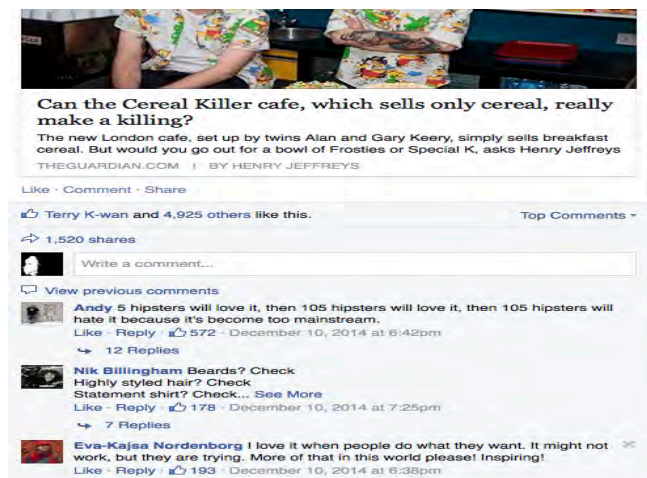 Can the Cereal Killer cafe, which sells only cereal, really
make a killing?
The new London cafe, set up by twins Alan and Gary Keery, simply sells breakfast
cereal. But would you go out for a bowl of Frosties or Special K, asks Henry Jeffreys
THEGUARDIAN.COM | BY HENRY JEFFREYS
Like · Comment · Share
Terry K-wan and 4,925 others like this.
Top Comments
1,520 shares
Write a comment...
View previous comments
Andy 5 hipsters will love it, then 105 hipsters will love it, then 105 hipsters will
hate it because it's become too mainstream.
Like · Reply · 572 · December 10, 2014 at 6:42pm
12 Replies
Nik Billingham Beards? Check
Highly styled hair? Check
Statement shirt? Check... See More
Like · Reply · 178 · December 10, 2014 at 7:25pm
7 Replies
Eva-Kajsa Nordenborg I love it when people do what they want. It might not
work, but they are trying. More of that in this world please! Inspiring!
Like · Reply · 193 · December 10, 2014 at 6:38pm